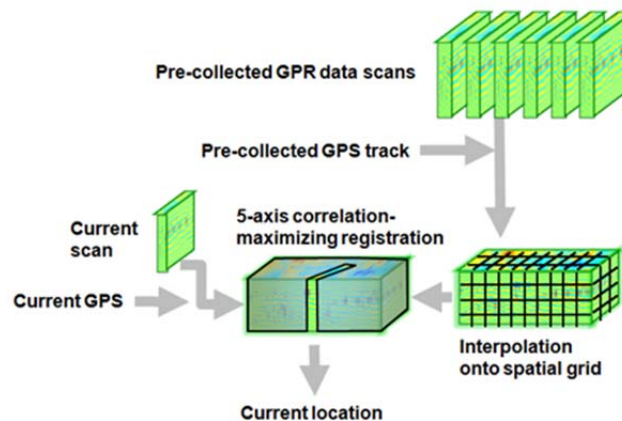 Pre-collected GPR data scans
Pre-collected GPS track
Current
scan
5-axis correlation-
maximizing registration
Current GPS
Interpolation
onto spatial grid
Current location